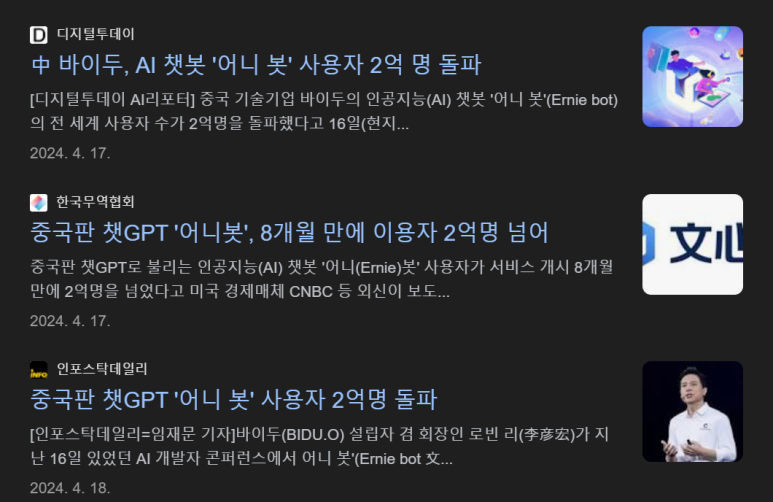 디지털투데이
中 바이두, AI 챗봇 '어니 봇' 사용자 2억 명 돌파
[디지털투데이 AI리포터] 중국 기술기업 바이두의 인공지능(AI) 챗봇 '어니 봇'(Ernie bot)
의 전 세계 사용자 수가 2억명을 돌파했다고 16일(현지...
2024. 4. 17.
한국무역협회
중국판 챗GPT '어니봇', 8개월 만에 이용자 2억명 넘어
중국판 챗GPT로 불리는 인공지능(AI) 챗봇 '어니(Ernie)봇' 사용자가 서비스 개시 8개월
만에 2억명을 넘었다고 미국 경제매체 CNBC 등 외신이 보도...
2024. 4. 17.
文心
INFO
인포스탁데일리
중국판 챗GPT '어니 봇' 사용자 2억명 돌파
[인포스탁데일리=임재문 기자]바이두(BIDU.O) 설립자 겸 회장인 로빈 리(李彦宏)가 지
난 16일 있었던 AI 개발자 콘퍼런스에서 어니 봇'(Ernie bot 文...
2024. 4. 18.